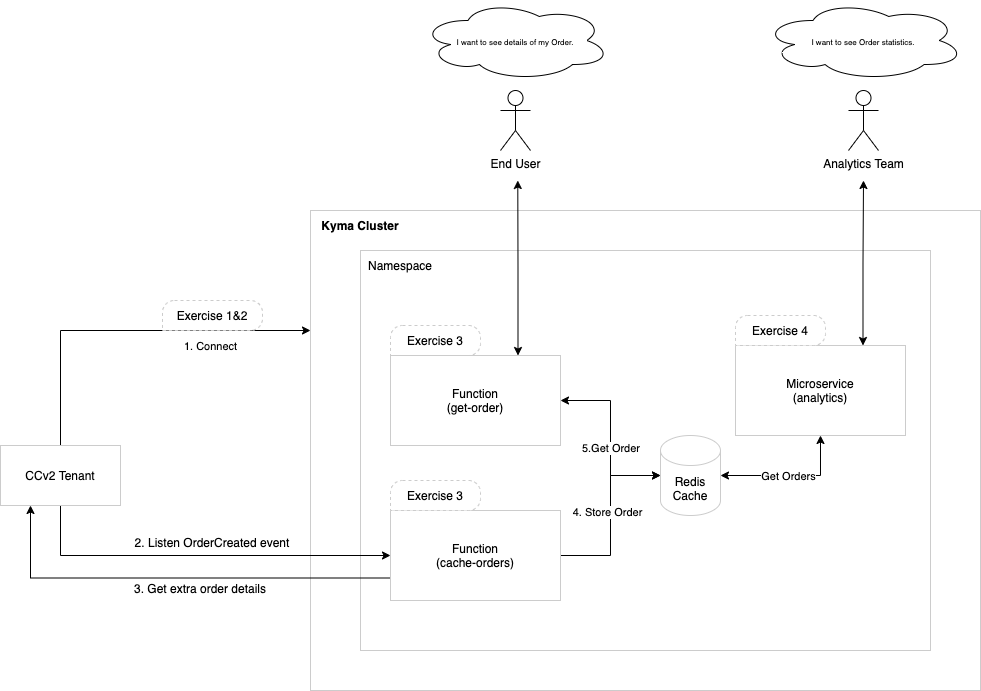 I want to see details of my Order.
I want to see Order statistics.
End User
Analytics Team
Kyma Cluster
Namespace
Exercise 1&2
1. Connect
Exercise 3
Function
(get-order)
Exercise 4
Microservice
(analytics)
5.Get Order
CCv2 Tenant
Redis
Cache
Get Orders
Exercise 3
4. Store Order
Function
(cache-orders)
2. Listen OrderCreated event
3. Get extra order details